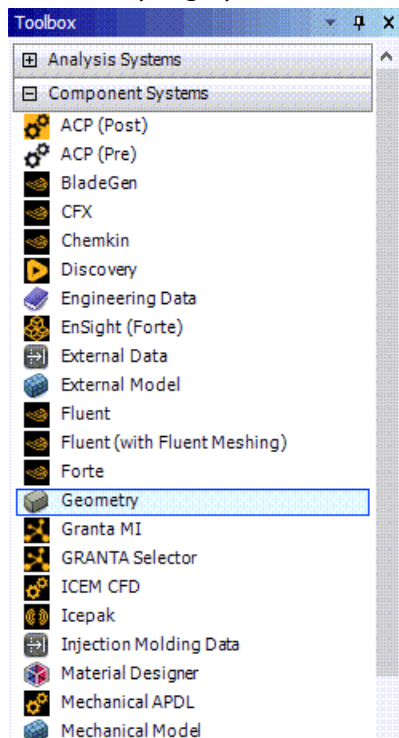 Toolbox
Analysis Systems
Component Systems
ACP (Post)
ACP (Pre)
BladeGen
CFX
Chemkin
Discovery
Engineering Data
EnSight (Forte)
External Data
External Model
Fluent
Fluent (with Fluent Meshing)
Forte
Geometry
Granta MI
GRANTA Selector
ICEM CFD
Icepak
Injection Molding Data
Material Designer
Mechanical APDL
Mechanical Model